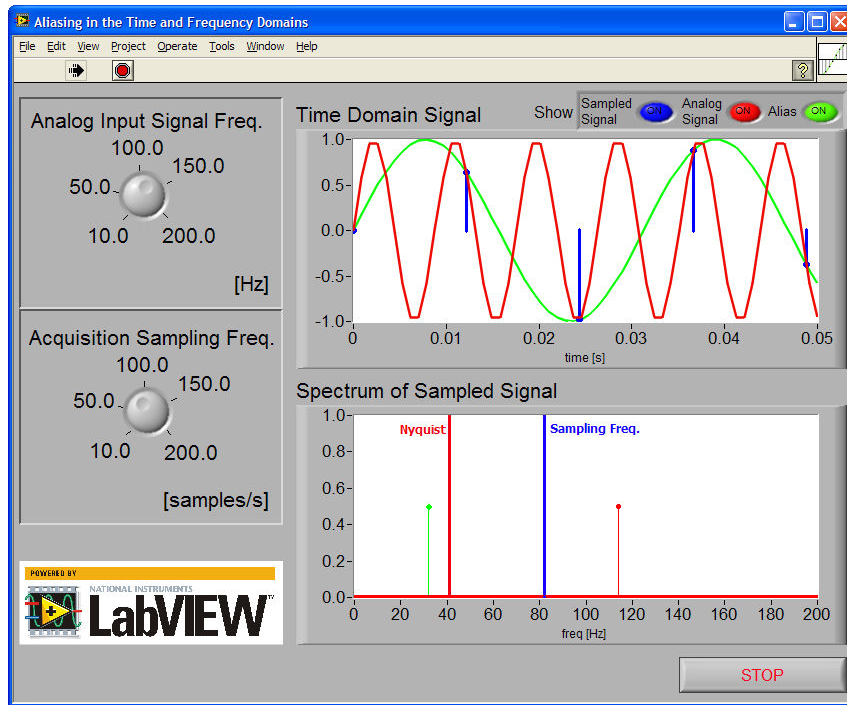 Aliasing in the Time and Frequency Domains
File Edit View Project Operate Tools Window Help
?
Analog Input Signal Freq.
100.0
50.0
150.0
10.0
200.0
[Hz]
Acquisition Sampling Freq.
100.0
50.0
150.0
10.0
200.0
[samples/s]
POWERED BY
NATIONAL INSTRUMENTS
LabVIEW™
Time Domain Signal
Show
Sampled
Signal
ON
Analog
Signal
ON
Alias
ON
1.0
0.5
0.0
-0.5
-1.0
0 0.01 0.02 0.03 0.04 0.05
time [s]
Spectrum of Sampled Signal
1.0
0.8
0.6
0.4
0.2
0.0
Nyquist
Sampling Freq.
0 20 40 60 80 100 120 140 160 180 200
freq [Hz]
STOP